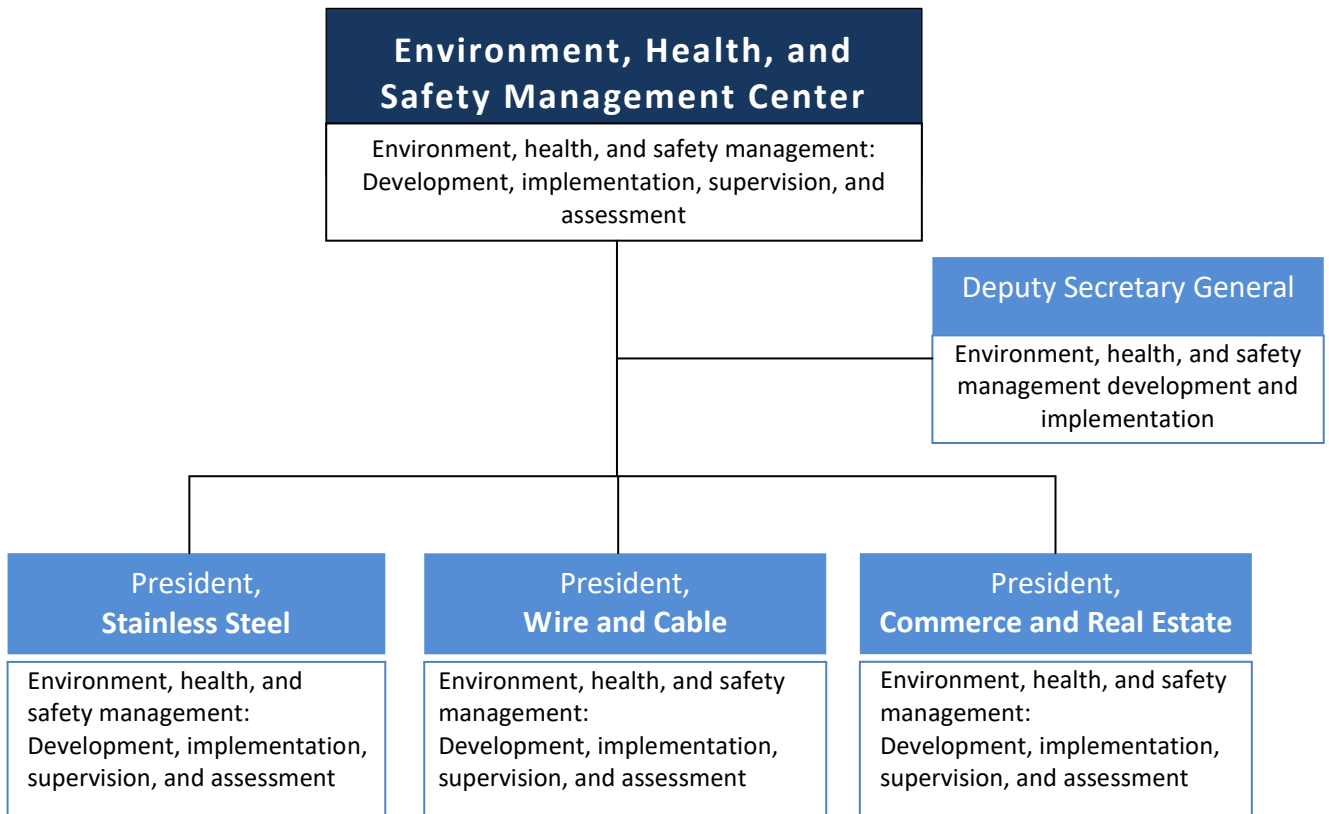 Environment, Health, and
Safety Management Center
Environment, health, and safety management:
Development, implementation, supervision, and
assessment
Deputy Secretary General
Environment, health, and safety
management development and
implementation
President,
Stainless Steel
Environment, health, and
safety management:
Development, implementation,
supervision, and assessment
President,
Wire and Cable
Environment, health, and safety
management:
Development, implementation,
supervision, and assessment
President,
Commerce and Real Estate
Environment, health, and safety
management:
Development, implementation,
supervision, and assessment